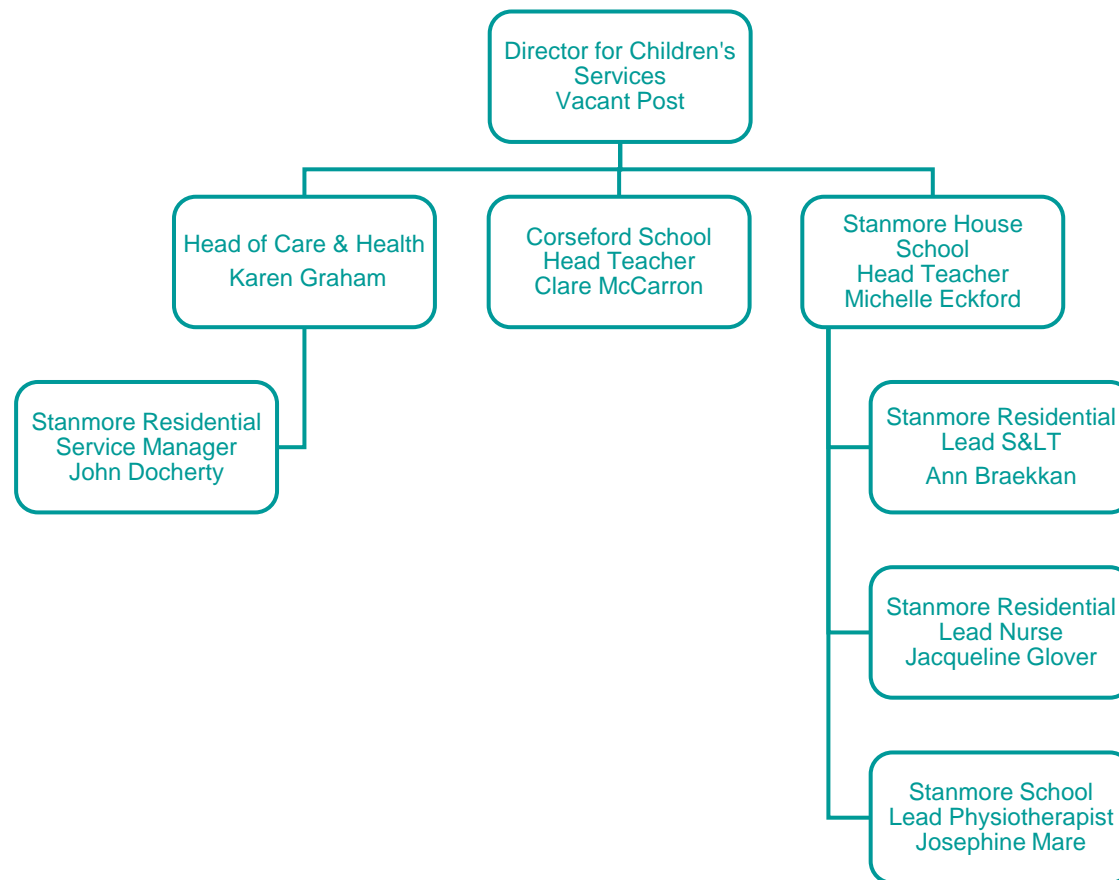 Director for Children's
Services
Vacant Post
Head of Care & Health
Karen Graham
Corseford School
Head Teacher
Clare McCarron
Stanmore House
School
Head Teacher
Michelle Eckford
Stanmore Residential
Service Manager
John Docherty
Stanmore Residential
Lead S&LT
Ann Braekkan
Stanmore Residential
Lead Nurse
Jacqueline Glover
Stanmore School
Lead Physiotherapist
Josephine Mare